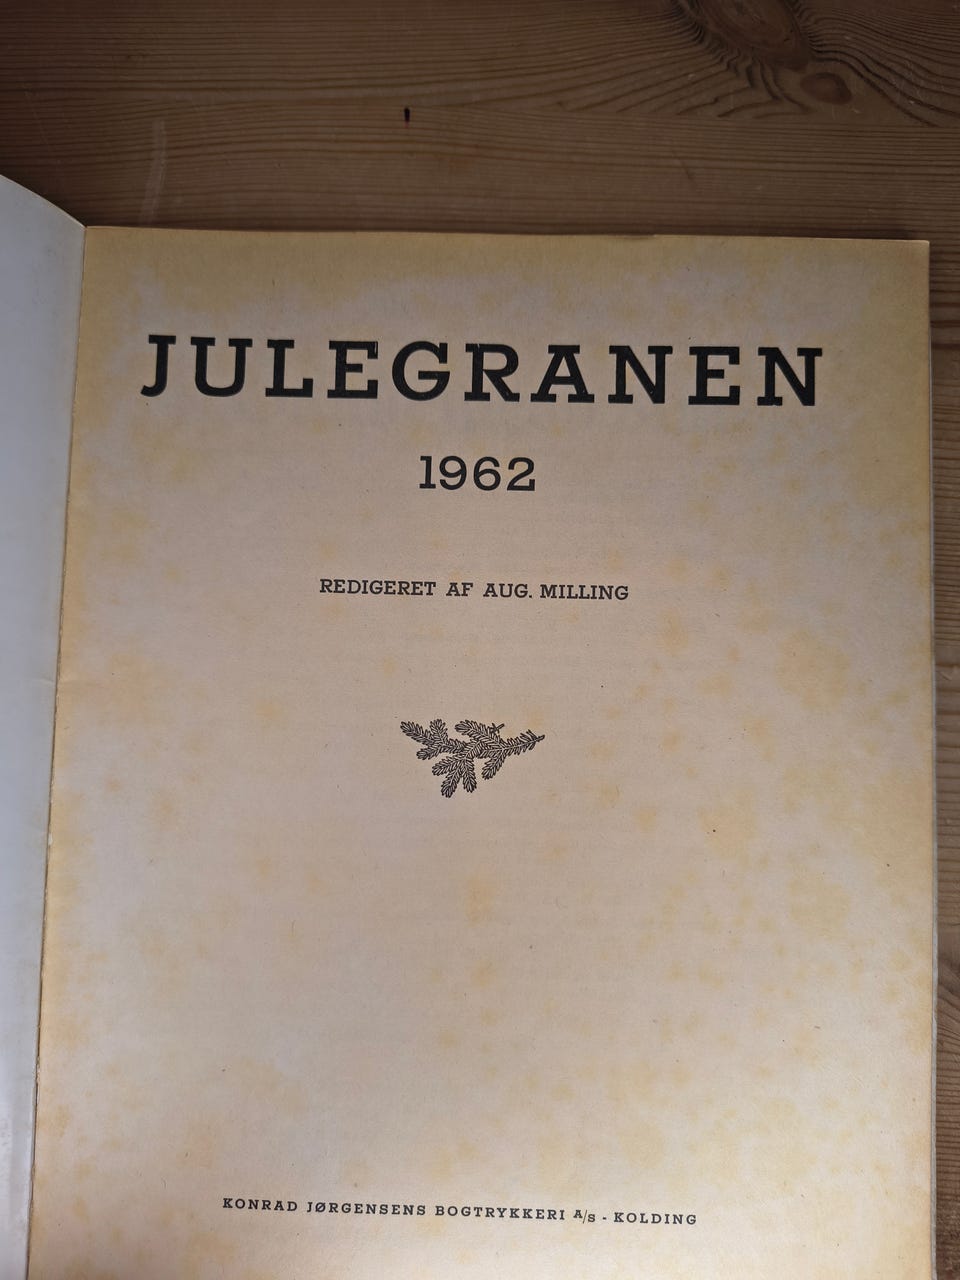 JULEGRANEN
1962
REDIGERET AF AUG. MILLING
KONRAD JØRGENSENS BOGTRYKKERI A/S - KOLDING